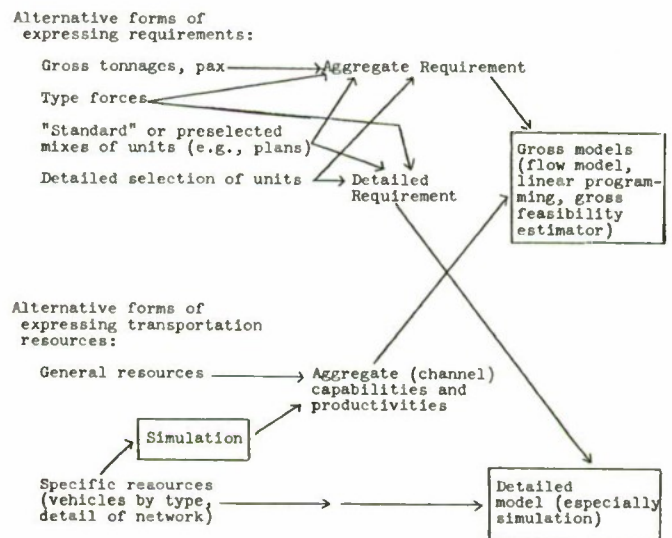 Alternative forms of
expressing requirements:
Gross tonnages, pax
Aggregate Requirement
Type forces
"Standard" or preselected
mixes of units (e.g., plans)
Gross models
(flow model,
linear program-
ming, gross
feasibility
estimator)
Detailed selection of units
Detailed
Requirement
Alternative forms of
expressing transportation
resources:
General resources
Aggregate (channel)
capabilities and
productivities
Simulation
Specific resources
(vehicles by type,
detail of network)
Detailed
model (especially
simulation)